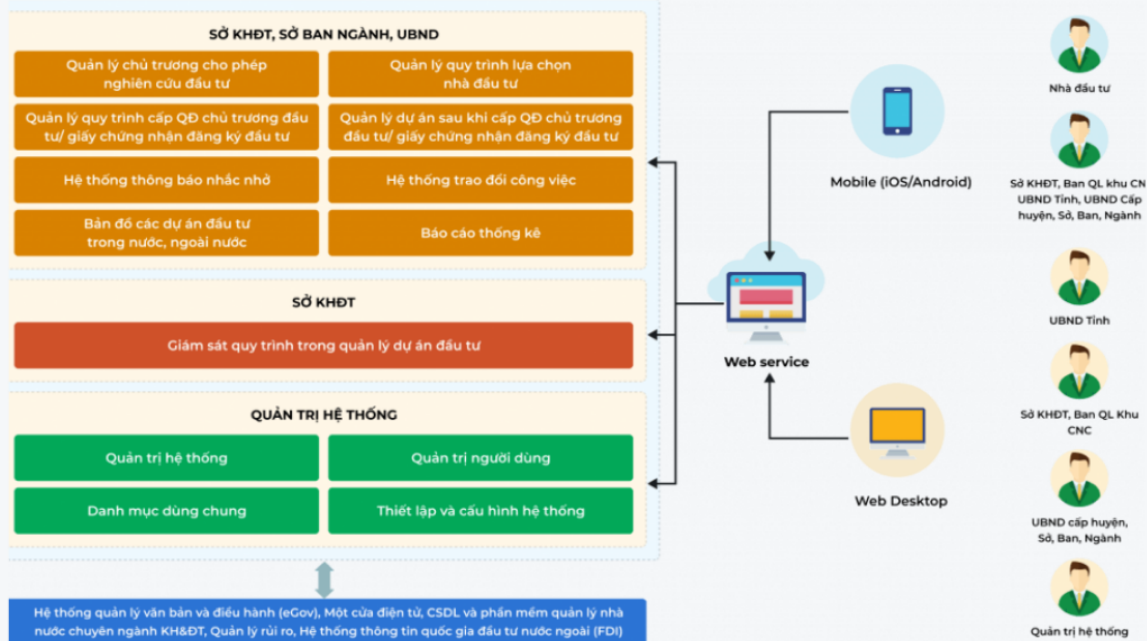 SỞ KHĐT, SỞ BAN NGÀNH, UBND
Quản lý chủ trương cho phép
nghiên cứu đầu tư
Quản lý quy trình lựa chọn
nhà đầu tư
Quản lý quy trình cấp QĐ chủ trương đầu
tư/ giấy chứng nhận đăng ký đầu tư
Quản lý dự án sau khi cấp QĐ chủ trương
đầu tư/ giấy chứng nhận đăng ký đầu tư
Hệ thống thông báo nhắc nhở
Hệ thống trao đổi công việc
Bản đồ các dự án đầu tư
trong nước, ngoài nước
Báo cáo thống kê
SỞ KHĐT
Giám sát quy trình trong quản lý dự án đầu tư
QUẢN TRỊ HỆ THỐNG
Quản trị hệ thống
Quản trị người dùng
Danh mục dùng chung
Thiết lập và cấu hình hệ thống
Hệ thống quản lý văn bản và điều hành (eGov), Một cửa điện tử, CSDL và phần mềm quản lý nhà
nước chuyên ngành KH&ĐT, Quản lý rủi ro, Hệ thống thông tin quốc gia đầu tư nước ngoài (FDI)
Mobile (iOS/Android)
Web service
Web Desktop
Nhà đầu tư
Sở KHĐT, Ban QL khu CN
UBND Tỉnh, UBND Cấp
huyện, Sở, Ban, Ngành
UBND Tỉnh
Sở KHĐT, Ban QL Khu
CNC
UBND cấp huyện,
Sở, Ban, Ngành
Quản trị hệ thống